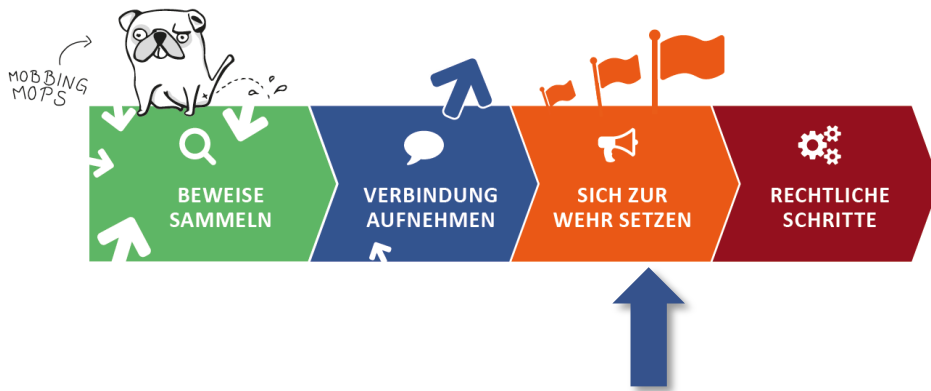 MOBBING
MOPS
BEWEISE
SAMMELN
VERBINDUNG
AUFNEHMEN
SICH ZUR
WEHR SETZEN
RECHTLICHE
SCHRITTE